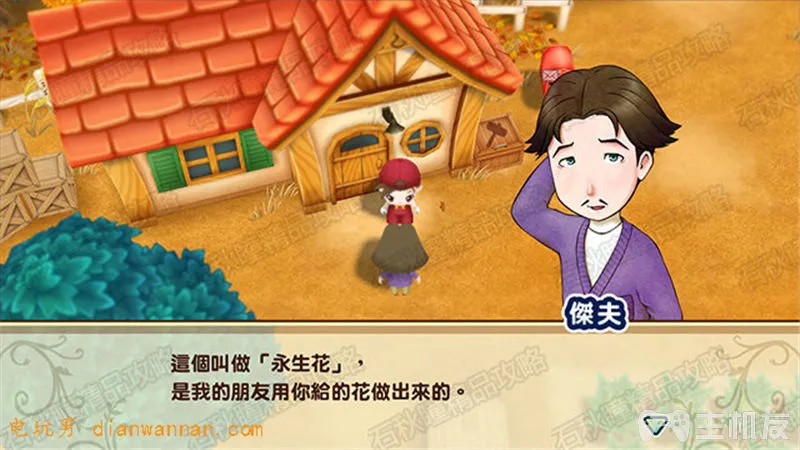 傑夫
這個叫做「永生花」，
是我的朋友用你給的花做出來的。
电玩男 dianwannan.com
主机友